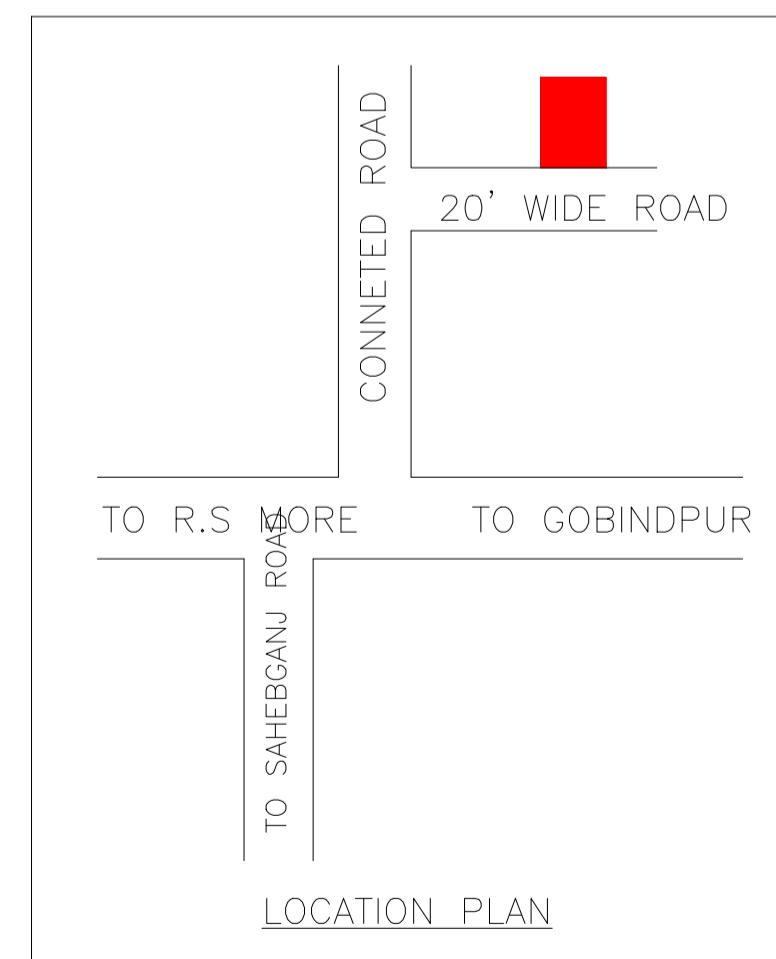 CONNETED ROAD
20' WIDE ROAD
TO R.S MORE
TO GOBINDPUR
TO SAHEBGANJ ROAD
LOCATION PLAN